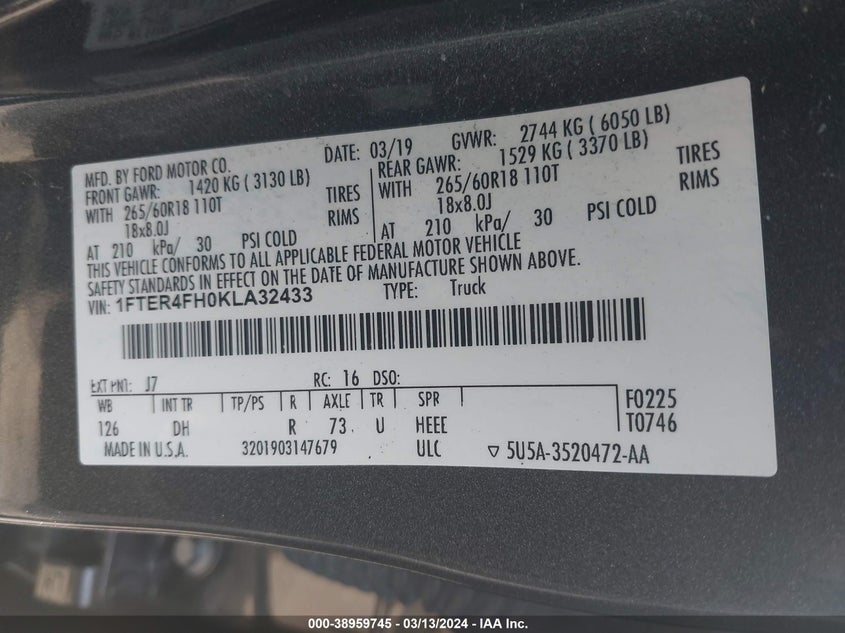 MFD. BY FORD MOTOR CO. DATE: 03/19 GVWR: 2744 KG ( 6050 LB)
FRONT GAWR: 1420 KG ( 3130 LB) REAR GAWR: 1529 KG ( 3370 LB)
WITH 265/60R18 110T TIRES WITH 265/60R18 110T TIRES
18x8.0J RIMS 18x8.0J RIMS
AT 210 kPa/ 30 PSI COLD AT 210 kPa/ 30 PSI COLD
THIS VEHICLE CONFORMS TO ALL APPLICABLE FEDERAL MOTOR VEHICLE
SAFETY STANDARDS IN EFFECT ON THE DATE OF MANUFACTURE SHOWN ABOVE.
VIN: 1FTER4FH0KLA32433 TYPE: Truck
EXT PNT: J7 RC: 16 DSO:
WB INT TR TP/PS R AXLE TR SPR F0225
126 DH R 73 U HEEE T0746
MADE IN U.S.A. 3201903147679 ULC ▽ 5U5A-3520472-AA
000-38959745 - 03/13/2024 - IAA Inc.